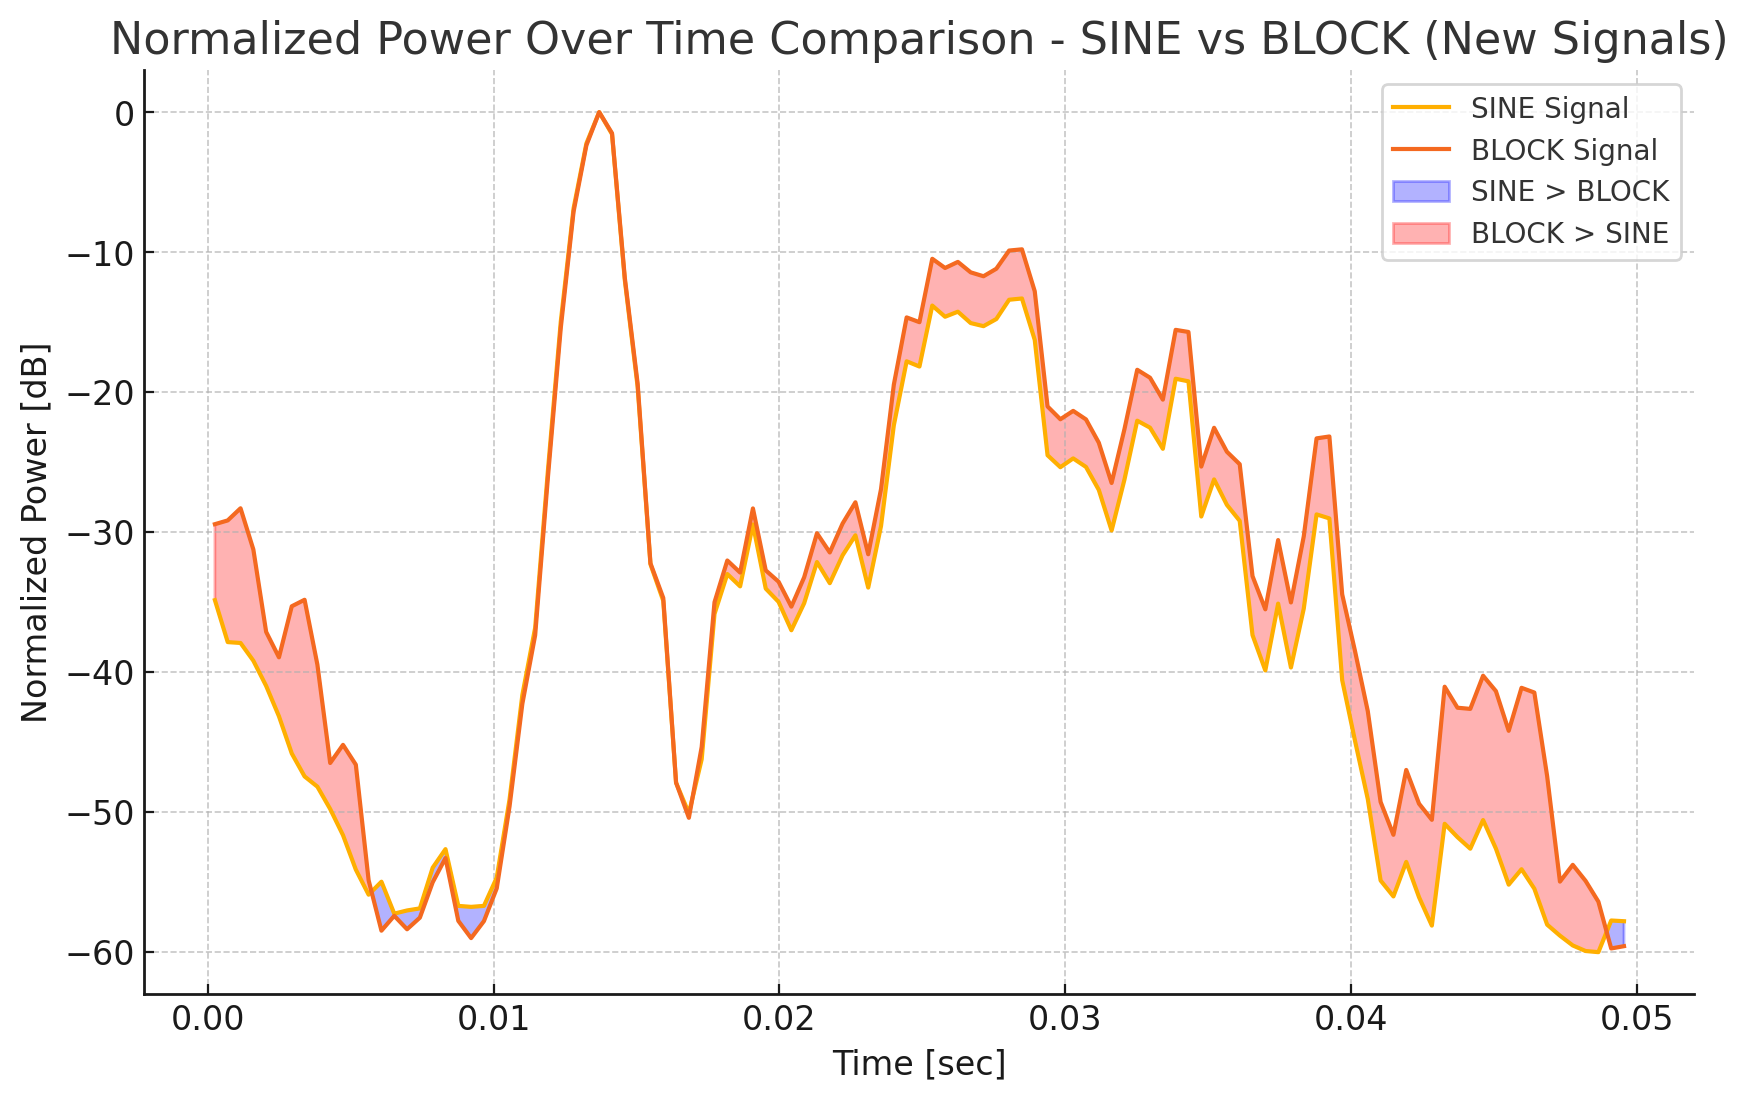 Normalized Power Over Time Comparison - SINE vs BLOCK (New Signals)
SINE Signal
BLOCK Signal
SINE > BLOCK
BLOCK > SINE
Normalized Power [dB]
0
−10
−20
−30
−40
−50
−60
0.00 0.01 0.02 0.03 0.04 0.05
Time [sec]